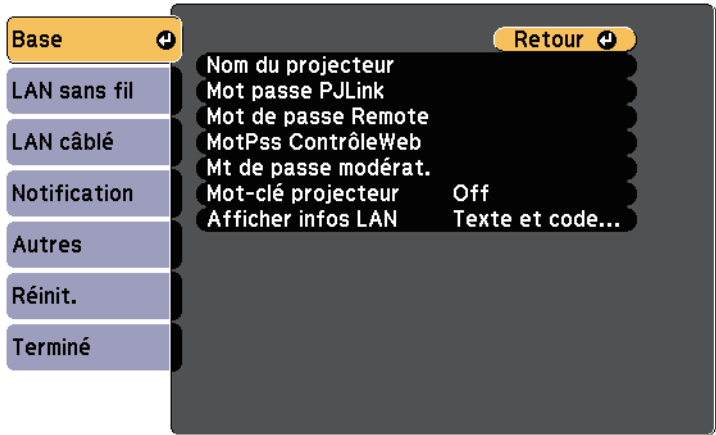 Base
LAN sans fil
LAN câblé
Notification
Autres
Réinit.
Terminé
Retour
Nom du projecteur
Mot passe PJLink
Mot de passe Remote
MotPss ContrôleWeb
Mt de passe modérat.
Mot-clé projecteur Off
Afficher infos LAN Texte et code...